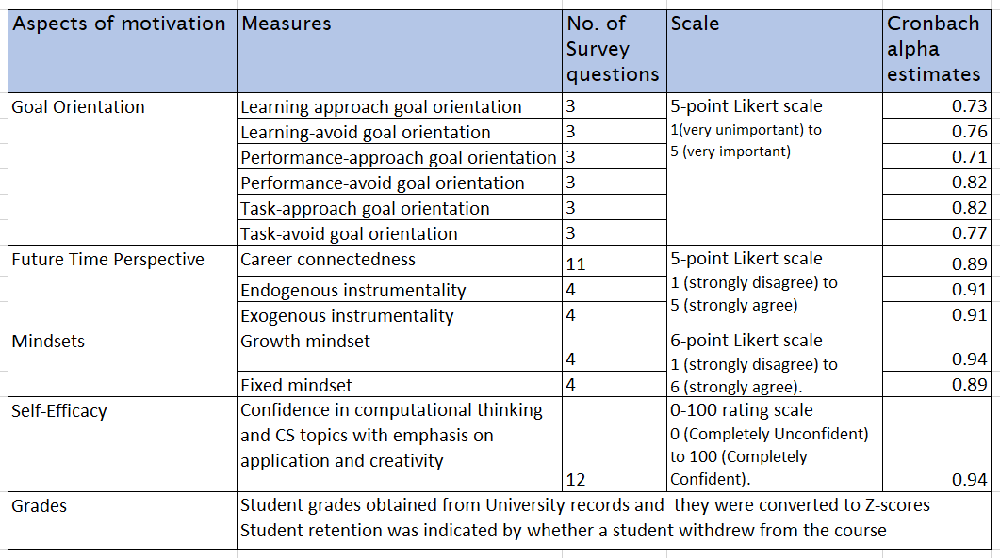 Aspects of motivation Measures No. of Survey questions Scale Cronbach alpha estimates
Goal Orientation Learning approach goal orientation 3 5-point Likert scale 0.73
Learning-avoid goal orientation 3 1(very unimportant) to 0.76
Performance-approach goal orientation 3 5 (very important) 0.71
Performance-avoid goal orientation 3 0.82
Task-approach goal orientation 3 0.82
Task-avoid goal orientation 3 0.77
Future Time Perspective Career connectedness 11 5-point Likert scale 0.89
Endogenous instrumentality 4 1 (strongly disagree) to 0.91
Exogenous instrumentality 4 5 (strongly agree) 0.91
Mindsets Growth mindset 4 6-point Likert scale 0.94
1 (strongly disagree) to
Fixed mindset 4 6 (strongly agree). 0.89
Self-Efficacy Confidence in computational thinking 0-100 rating scale
and CS topics with emphasis on 0 (Completely Unconfident)
application and creativity to 100 (Completely
12 Confident). 0.94
Grades Student grades obtained from University records and they were converted to Z-scores
Student retention was indicated by whether a student withdrew from the course